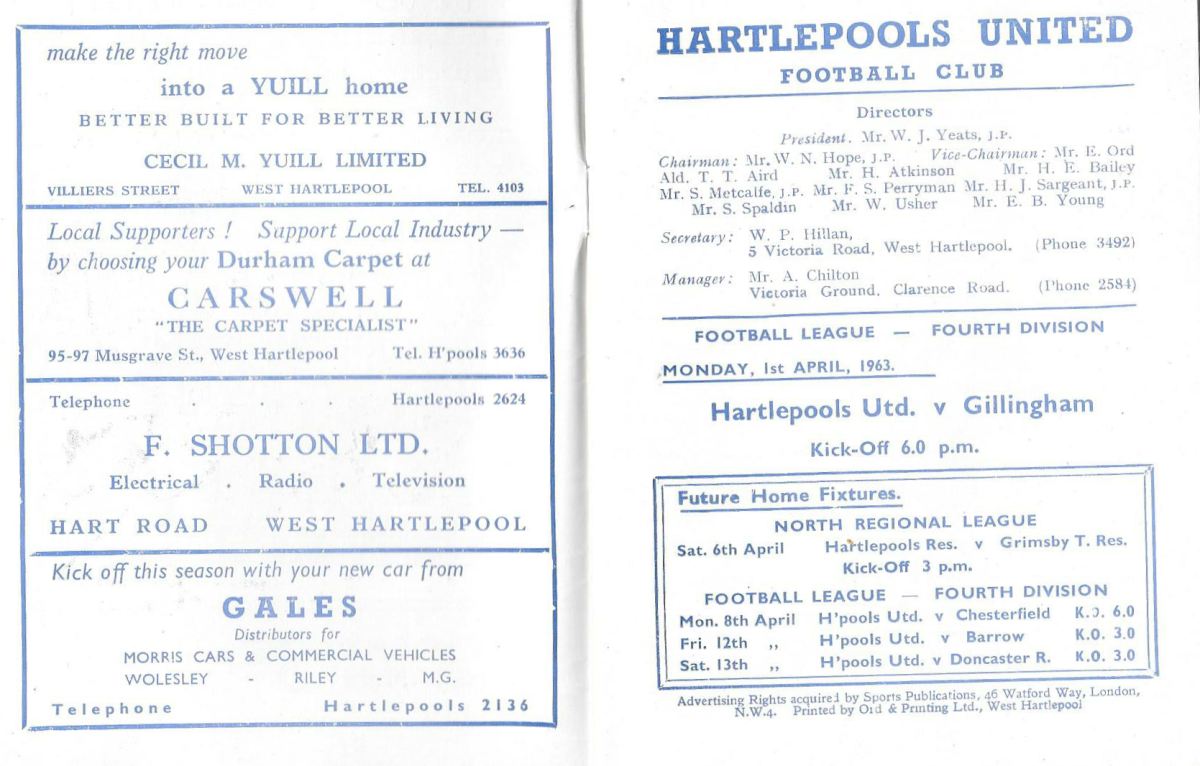 make the right move
into a YUILL home
BETTER BUILT FOR BETTER LIVING
CECIL M. YUILL LIMITED
VILLIERS STREET WEST HARTLEPOOL TEL. 4103
Local Supporters ! Support Local Industry —
by choosing your Durham Carpet at
CARSWELL
"THE CARPET SPECIALIST"
95-97 Musgrave St., West Hartlepool Tel. H'pools 3636
Telephone . . . Hartlepools 2624
F. SHOTTON LTD.
Electrical . Radio . Television
HART ROAD WEST HARTLEPOOL
Kick off this season with your new car from
GALES
Distributors for
MORRIS CARS & COMMERCIAL VEHICLES
WOLESLEY - RILEY - M.G.
Telephone Hartlepools 2136
HARTLEPOOLS UNITED
FOOTBALL CLUB
Directors
President. Mr. W. J. Yeats, J.P.
Chairman: Mr. W. N. Hope, J.P. Vice-Chairman: Mr. E. Ord
Ald. T. T. Aird Mr. H. Atkinson Mr. H. E. Bailey
Mr. S. Metcalfe, J.P. Mr. F. S. Perryman Mr. H. J. Sargeant, J.P.
Mr. S. Spaldin Mr. W. Usher Mr. E. B. Young
Secretary: W. P. Hillan,
5 Victoria Road, West Hartlepool. (Phone 3492)
Manager: Mr. A. Chilton
Victoria Ground, Clarence Road. (Phone 2584)
FOOTBALL LEAGUE — FOURTH DIVISION
MONDAY, 1st APRIL, 1963.
Hartlepools Utd. v Gillingham
Kick-Off 6.0 p.m.
Future Home Fixtures.
NORTH REGIONAL LEAGUE
Sat. 6th April Hartlepools Res. v Grimsby T. Res.
Kick-Off 3 p.m.
FOOTBALL LEAGUE — FOURTH DIVISION
Mon. 8th April H'pools Utd. v Chesterfield K.O. 6.0
Fri. 12th ,, H'pools Utd. v Barrow K.O. 3.0
Sat. 13th ,, H'pools Utd. v Doncaster R. K.O. 3.0
Advertising Rights acquired by Sports Publications, 46 Watford Way, London,
N.W.4. Printed by Ord & Printing Ltd., West Hartlepool